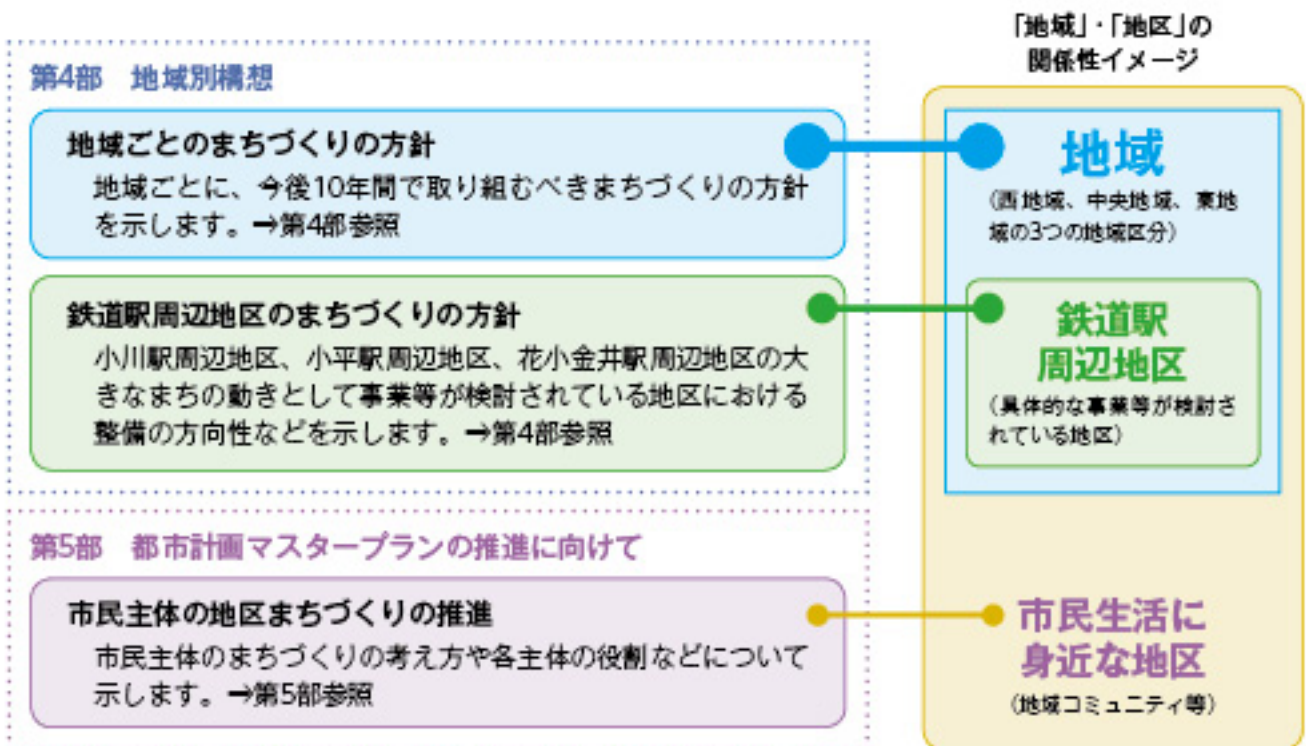 第4部 地域別構想
地域ごとのまちづくりの方針
地域ごとに、今後10年間で取り組むべきまちづくりの方針
を示します。→第4部参照
鉄道駅周辺地区のまちづくりの方針
小川駅周辺地区、小平駅周辺地区、花小金井駅周辺地区の大
きなまちの動きとして事業等が検討されている地区における
整備の方向性などを示します。→第4部参照
第5部 都市計画マスタープランの推進に向けて
市民主体の地区まちづくりの推進
市民主体のまちづくりの考え方や各主体の役割などについて
示します。→第5部参照
「地域」・「地区」の
関係性イメージ
地域
（西地域、中央地域、東地
域の3つの地域区分）
鉄道駅
周辺地区
（具体的な事業等が検討さ
れている地区）
市民生活に
身近な地区
（地域コミュニティ等）